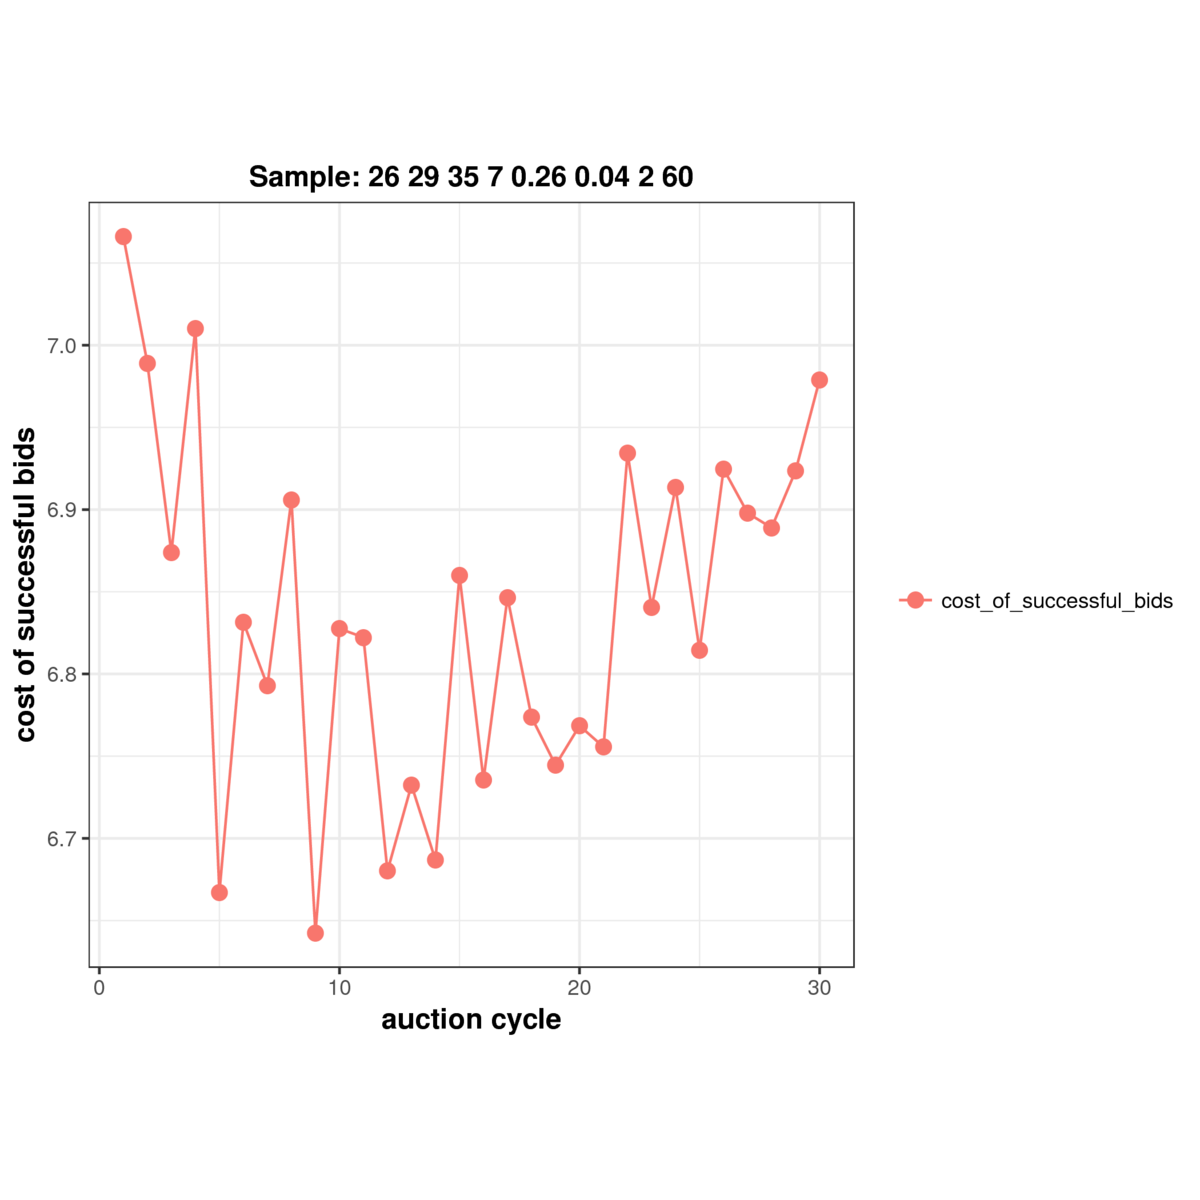 Sample: 26 29 35 7 0.26 0.04 2 60
cost of successful bids
7.0
6.9
6.8
6.7
0 10 20 30
auction cycle
cost_of_successful_bids